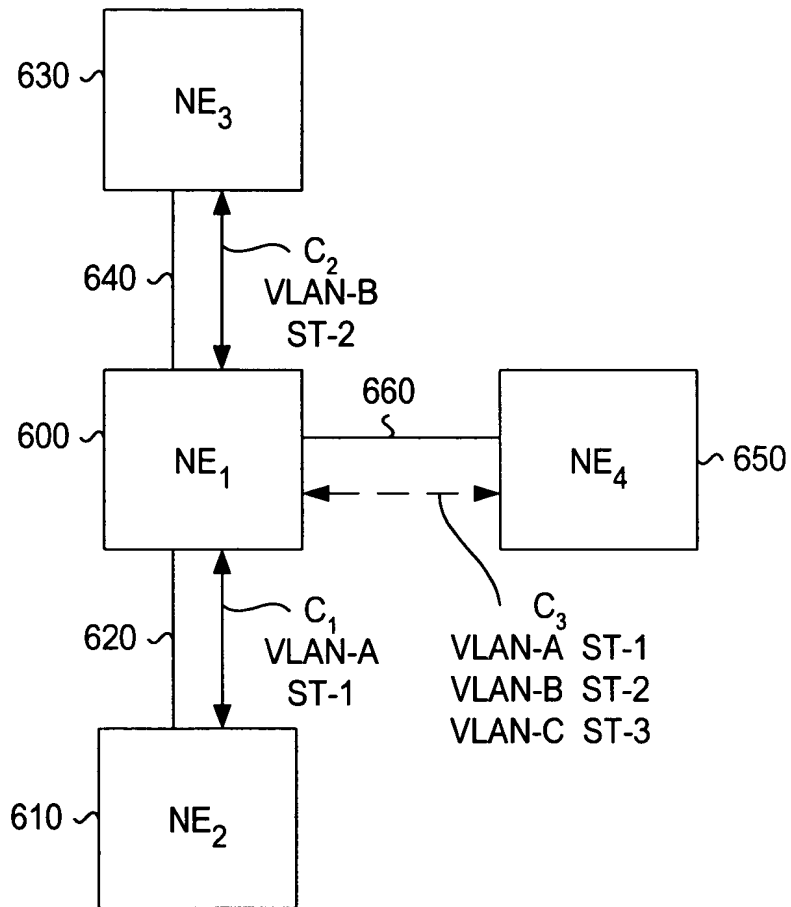 630
NE₃
640
C₂
VLAN-B
ST-2
660
600
NE₁
NE₄
650
620
C₁
VLAN-A
ST-1
C₃
VLAN-A ST-1
VLAN-B ST-2
VLAN-C ST-3
610
NE₂